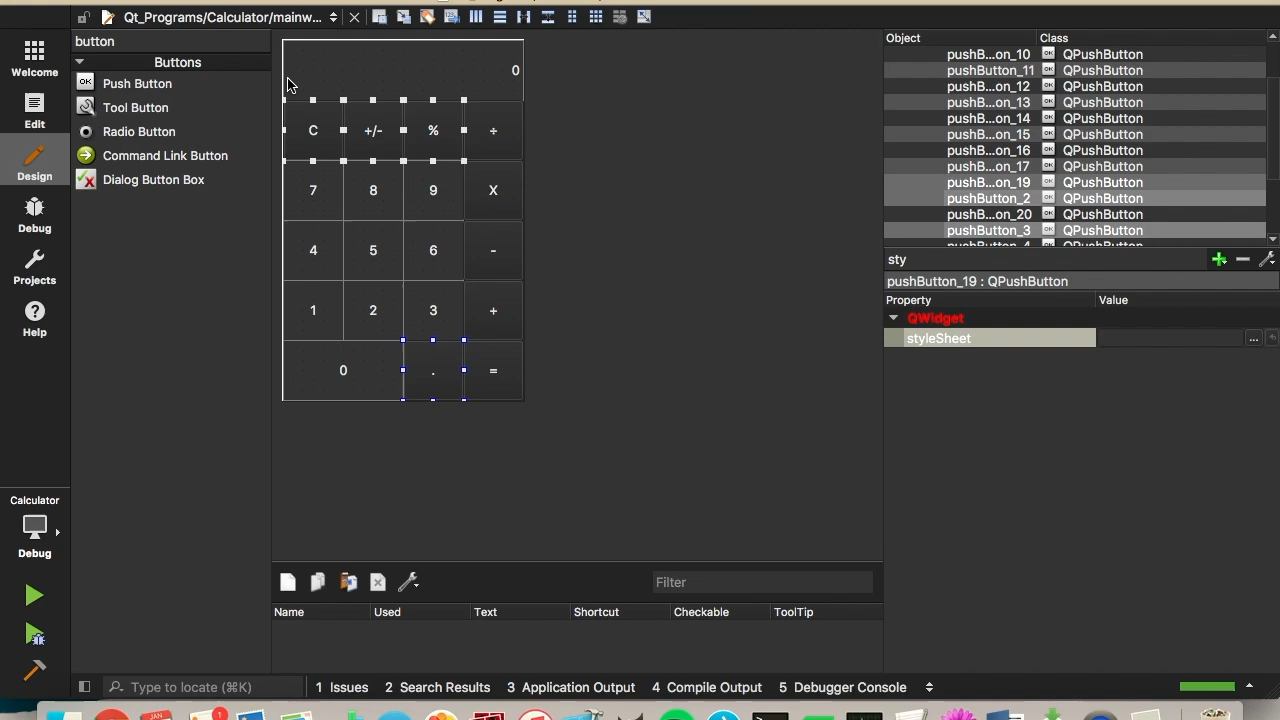 Qt_Programs/Calculator/mainw...
button
Buttons
Push Button
Tool Button
Radio Button
Command Link Button
Dialog Button Box
Welcome
Edit
Design
Debug
Projects
Help
Calculator
Debug
0
C +/- % ÷
7 8 9 X
4 5 6 -
1 2 3 +
0 . =
Filter
Name Used Text Shortcut Checkable ToolTip
Object Class
pushB...on_10 QPushButton
pushButton_11 QPushButton
pushB...on_12 QPushButton
pushB...on_13 QPushButton
pushB...on_14 QPushButton
pushB...on_15 QPushButton
pushB...on_16 QPushButton
pushB...on_17 QPushButton
pushB...on_19 QPushButton
pushButton_2 QPushButton
pushB...on_20 QPushButton
pushButton_3 QPushButton
pushButton_4 QPushButton
sty
pushButton_19 : QPushButton
Property Value
QWidget
styleSheet ...
Type to locate (⌘K) 1 Issues 2 Search Results 3 Application Output 4 Compile Output 5 Debugger Console
JAN 1